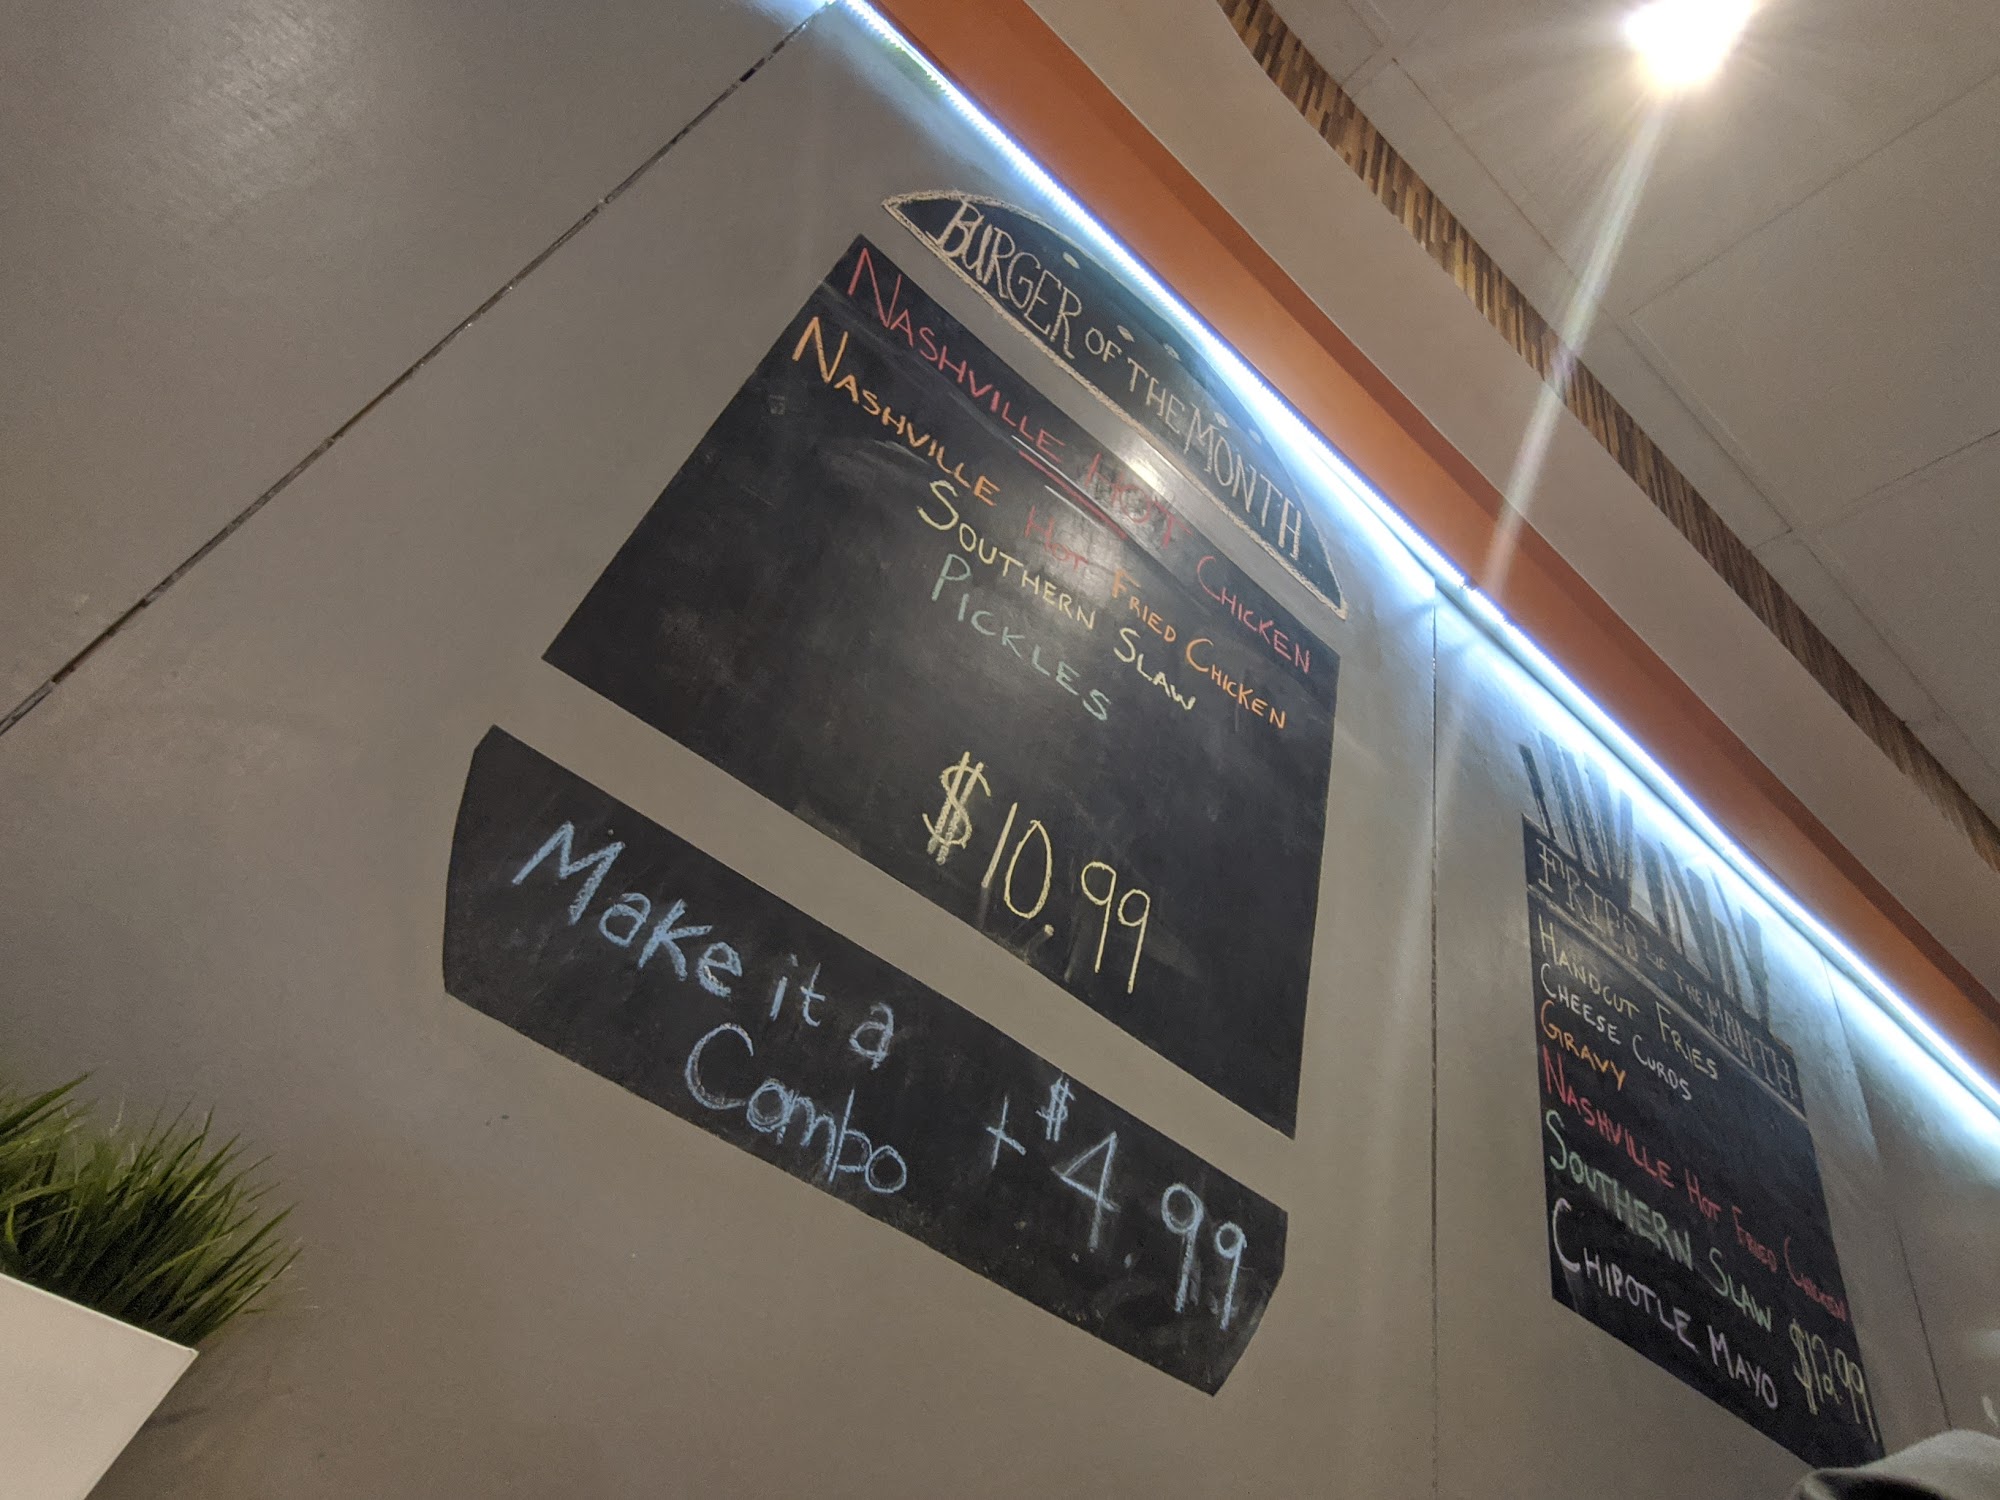 BURGER OF THE MONTH
NASHVILLE HOT CHICKEN
NASHVILLE HOT FRIED CHICKEN
SOUTHERN SLAW
PICKLES
$10.99
Make it a
Combo
+ $4.99
FRIES OF THE MONTH
HANDCUT FRIES
CHEESE CURDS
GRAVY
NASHVILLE HOT FRIED CHICKEN
SOUTHERN SLAW
CHIPOTLE MAYO
$12.99